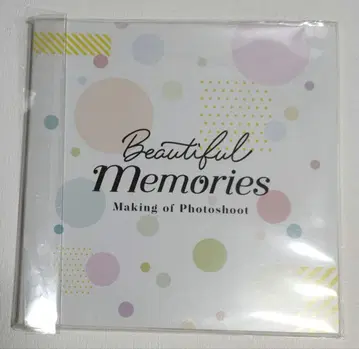 Beautiful
Memories
Making of Photoshoot